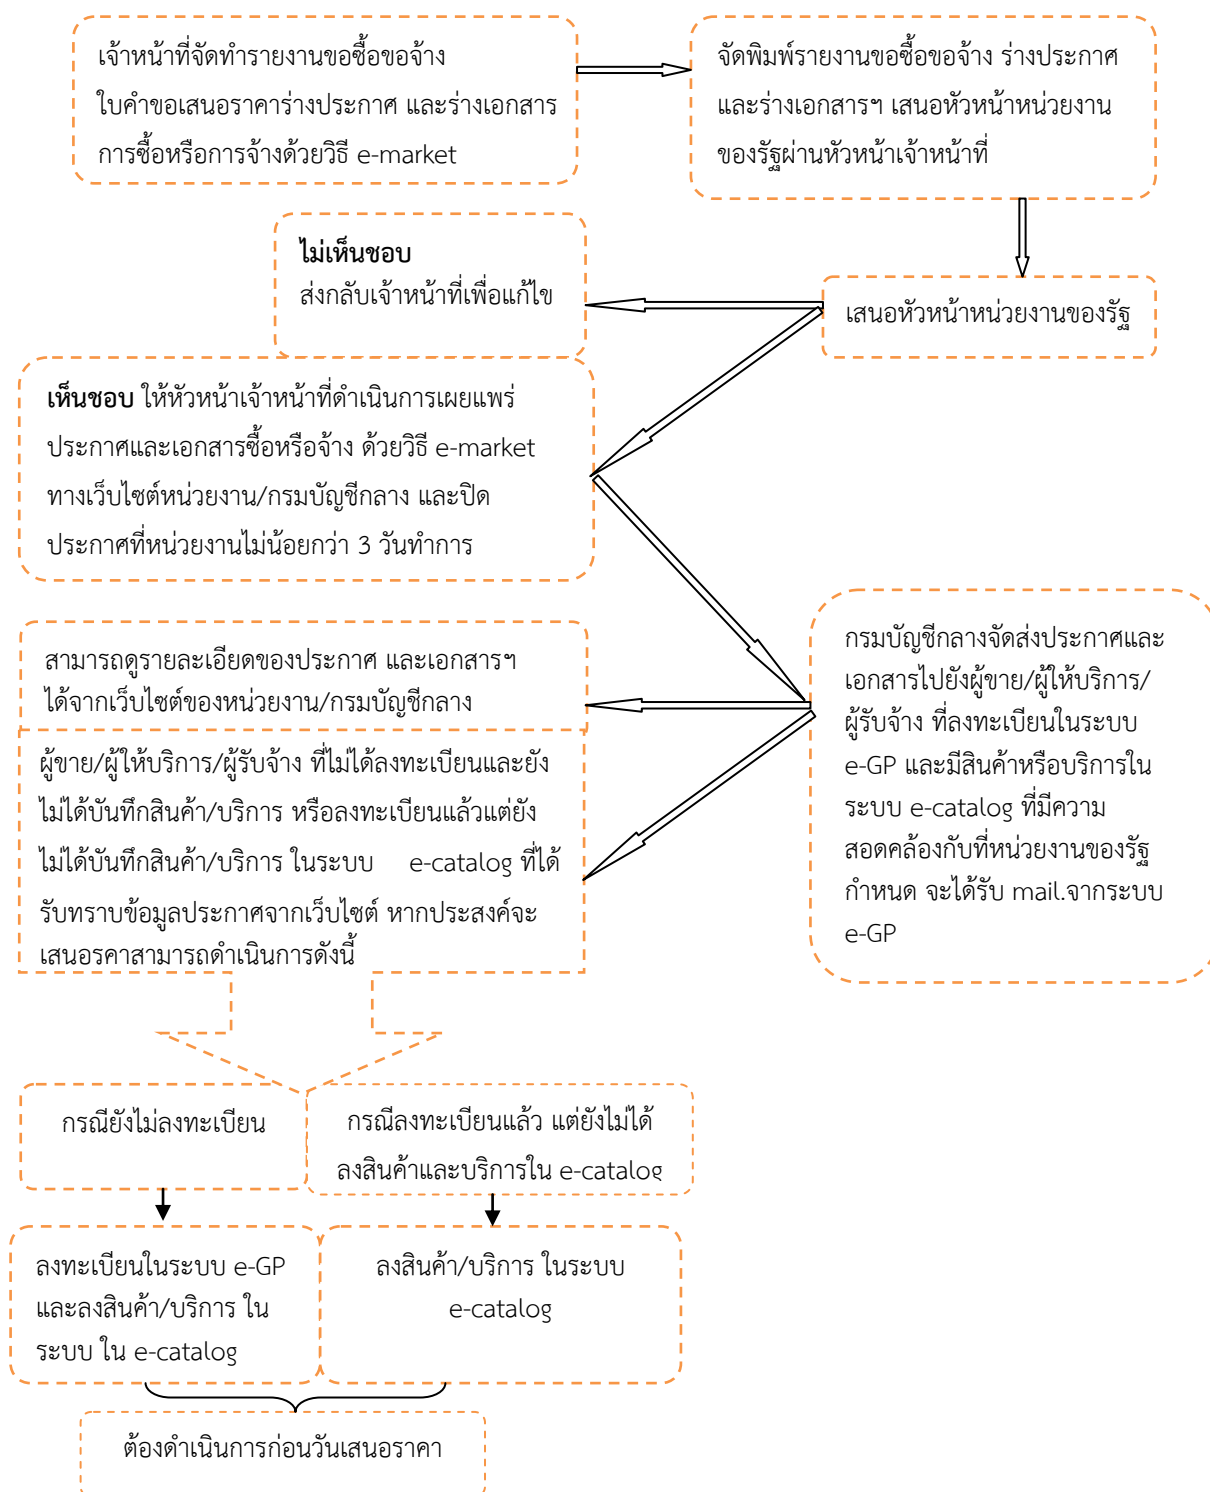 เจ้าหน้าที่จัดทำรายงานขอซื้อขอจ้าง
ใบคำขอเสนอราคาร่างประกาศ และร่างเอกสาร
การซื้อหรือการจ้างด้วยวิธี e-market
จัดพิมพ์รายงานขอซื้อขอจ้าง ร่างประกาศ
และร่างเอกสารฯ เสนอหัวหน้าหน่วยงาน
ของรัฐผ่านหัวหน้าเจ้าหน้าที่
ไม่เห็นชอบ
ส่งกลับเจ้าหน้าที่เพื่อแก้ไข
เสนอหัวหน้าหน่วยงานของรัฐ
เห็นชอบ ให้หัวหน้าเจ้าหน้าที่ดำเนินการเผยแพร่
ประกาศและเอกสารซื้อหรือจ้าง ด้วยวิธี e-market
ทางเว็บไซต์หน่วยงาน/กรมบัญชีกลาง และปิด
ประกาศที่หน่วยงานไม่น้อยกว่า 3 วันทำการ
กรมบัญชีกลางจัดส่งประกาศและ
เอกสารไปยังผู้ขาย/ผู้ให้บริการ/
ผู้รับจ้าง ที่ลงทะเบียนในระบบ
e-GP และมีสินค้าหรือบริการใน
ระบบ e-catalog ที่มีความ
สอดคล้องกับที่หน่วยงานของรัฐ
กำหนด จะได้รับ mail.จากระบบ
e-GP
สามารถดูรายละเอียดของประกาศ และเอกสารฯ
ได้จากเว็บไซต์ของหน่วยงาน/กรมบัญชีกลาง
ผู้ขาย/ผู้ให้บริการ/ผู้รับจ้าง ที่ไม่ได้ลงทะเบียนและยัง
ไม่ได้บันทึกสินค้า/บริการ หรือลงทะเบียนแล้วแต่ยัง
ไม่ได้บันทึกสินค้า/บริการ ในระบบ e-catalog ที่ได้
รับทราบข้อมูลประกาศจากเว็บไซต์ หากประสงค์จะ
เสนอรคาสามารถดำเนินการดังนี้
กรณียังไม่ลงทะเบียน
กรณีลงทะเบียนแล้ว แต่ยังไม่ได้
ลงสินค้าและบริการใน e-catalog
ลงทะเบียนในระบบ e-GP
และลงสินค้า/บริการ ใน
ระบบ ใน e-catalog
ลงสินค้า/บริการ ในระบบ
e-catalog
ต้องดำเนินการก่อนวันเสนอราคา